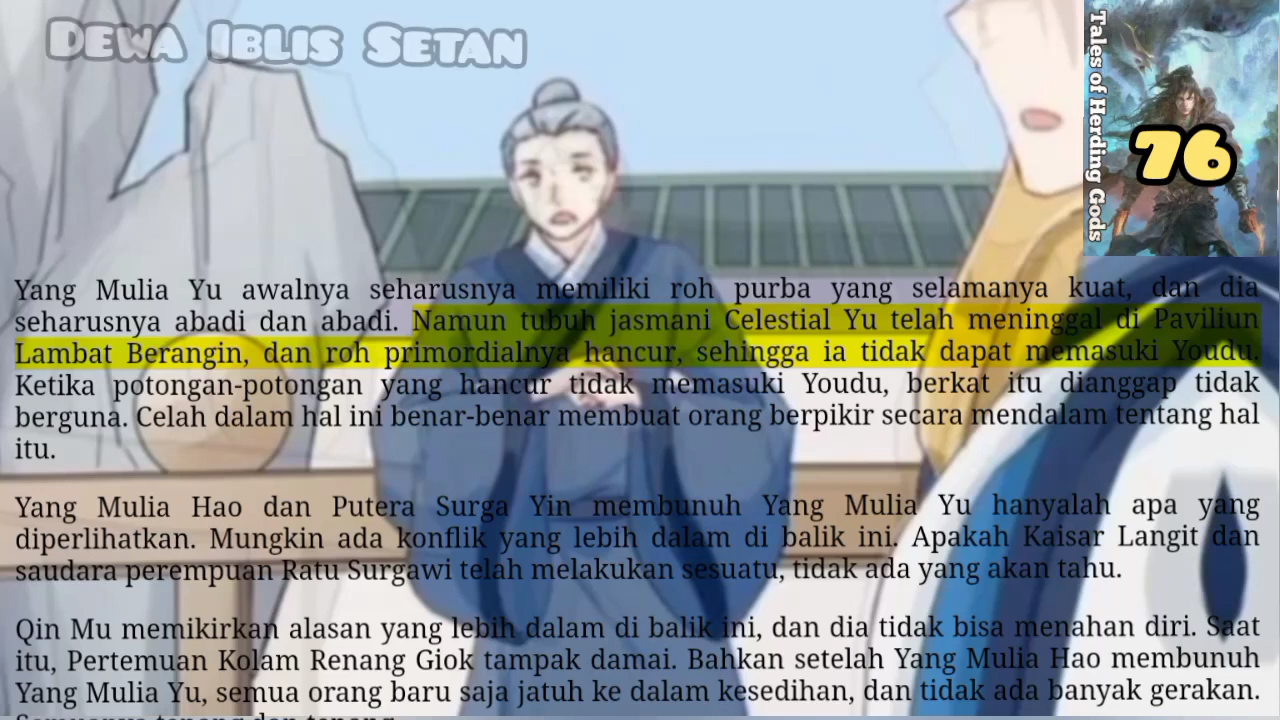 Dewa Iblis Setan
Tales of Herding Gods
76
Yang Mulia Yu awalnya seharusnya memiliki roh purba yang selamanya kuat, dan dia
seharusnya abadi dan abadi. Namun tubuh jasmani Celestial Yu telah meninggal di Paviliun
Lambat Berangin, dan roh primordialnya hancur, sehingga ia tidak dapat memasuki Youdu.
Ketika potongan-potongan yang hancur tidak memasuki Youdu, berkat itu dianggap tidak
berguna. Celah dalam hal ini benar-benar membuat orang berpikir secara mendalam tentang hal
itu.
Yang Mulia Hao dan Putera Surga Yin membunuh Yang Mulia Yu hanyalah apa yang
diperlihatkan. Mungkin ada konflik yang lebih dalam di balik ini. Apakah Kaisar Langit dan
saudara perempuan Ratu Surgawi telah melakukan sesuatu, tidak ada yang akan tahu.
Qin Mu memikirkan alasan yang lebih dalam di balik ini, dan dia tidak bisa menahan diri. Saat
itu, Pertemuan Kolam Renang Giok tampak damai. Bahkan setelah Yang Mulia Hao membunuh
Yang Mulia Yu, semua orang baru saja jatuh ke dalam kesedihan, dan tidak ada banyak gerakan.